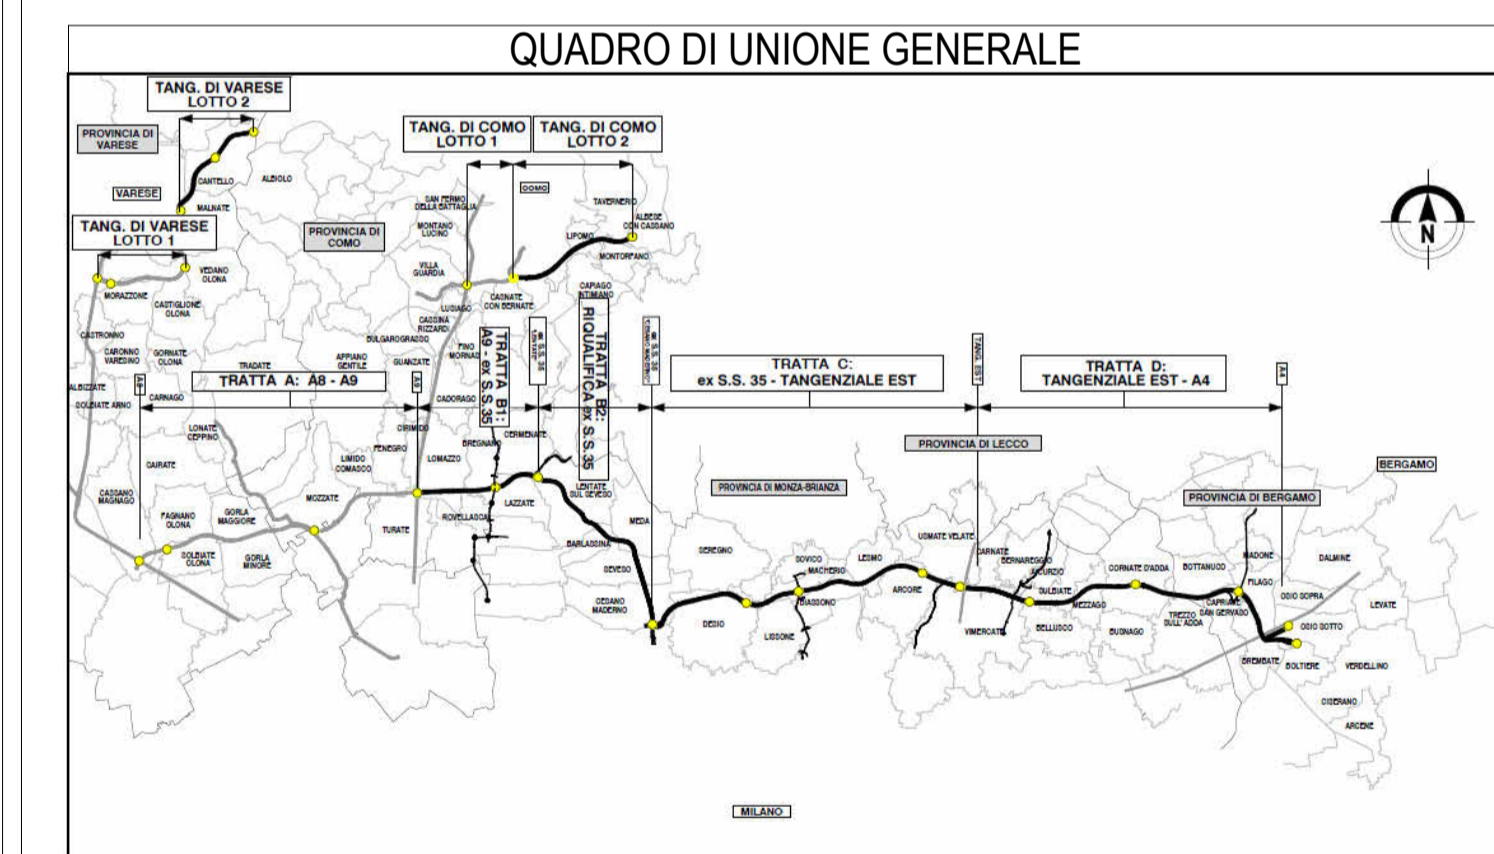 QUADRO DI UNIONE GENERALE
TANG. DI VARESE
LOTTO 2
PROVINCIA DI
VARESE
CANTELLO
ALBIOLO
VARESE
MALNATE
TANG. DI VARESE
LOTTO 1
VEDANO
OLONA
MORAZZONE
CASTIGLIONE
OLONA
PROVINCIA DI
COMO
TANG. DI COMO
LOTTO 1
TANG. DI COMO
LOTTO 2
COMO
SAN FERMO
DELLA BATTAGLIA
MONTANO
LUCINO
VILLA
GUARDIA
TAVERNERIO
ALBESE
CON CASSANO
LIPOMO
MONTORFANO
CAPIAGO
INTIMIANO
LUISAGO
CASNATE
CON BERNATE
CASSINA
RIZZARDI
BULGAROGRASSO
FINO
MORNASCO
GUANZATE
APPIANO
GENTILE
CASTRONNO
CARONNO
VARESINO
GORNATE
OLONA
TRADATE
ALBIZZATE
SOLBIATE ARNO
CARNAGO
A8
TRATTA A: A8 - A9
A9
TRATTA B1:
A9 - ex S.S.35
ex S.S. 35
LENTATE
TRATTA B2:
RIQUALIFICA ex S.S.35
ex S.S. 35
CESANO MADERNO
TRATTA C:
ex S.S. 35 - TANGENZIALE EST
TANG. EST
TRATTA D:
TANGENZIALE EST - A4
A4
CADORAGO
CIRIMIDO
FENEGRO
LOMAZZO
BREGNANO
CERMENATE
LONATE
CEPPINO
LIMIDO
COMASCO
CAIRATE
CASSANO
MAGNAGO
FAGNANO
OLONA
GORLA
MAGGIORE
MOZZATE
TURATE
ROVELLASCA
LAZZATE
LENTATE
SUL SEVESO
SOLBIATE
OLONA
GORLA
MINORE
MEDA
BARLASSINA
SEVESO
CESANO
MADERNO
PROVINCIA DI MONZA-BRIANZA
PROVINCIA DI LECCO
PROVINCIA DI BERGAMO
BERGAMO
SEREGNO
DESIO
LISSONE
SOVICO
MACHERIO
BIASSONO
LESMO
ARCORE
USMATE VELATE
CARNATE
BERNAREGGIO
AICURZIO
SULBIATE
VIMERCATE
BELLUSCO
MEZZAGO
CORNATE D'ADDA
BUSNAGO
BOTTANUCO
TREZZO
SULL' ADDA
CAPRIATE
SAN GERVASIO
MADONE
FILAGO
DALMINE
OSIO SOPRA
OSIO SOTTO
LEVATE
BREMBATE
BOLTIERE
VERDELLINO
CISERANO
ARCENE
MILANO
N